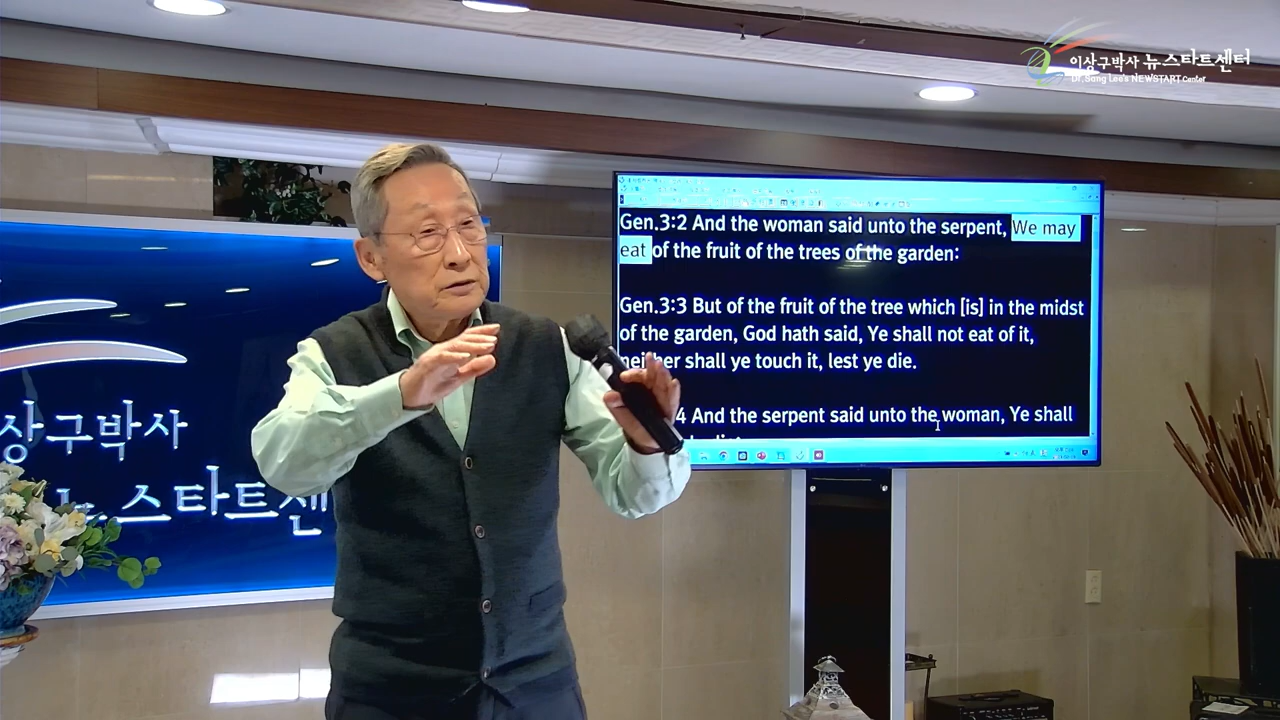 이상구박사 뉴스타트센터
Dr. Sang Lee's NEWSTART Center
Gen.3:2 And the woman said unto the serpent, We may
eat of the fruit of the trees of the garden:
Gen.3:3 But of the fruit of the tree which [is] in the midst
of the garden, God hath said, Ye shall not eat of it,
neither shall ye touch it, lest ye die.
4 And the serpent said unto the woman, Ye shall
상구박사
뉴스타트센